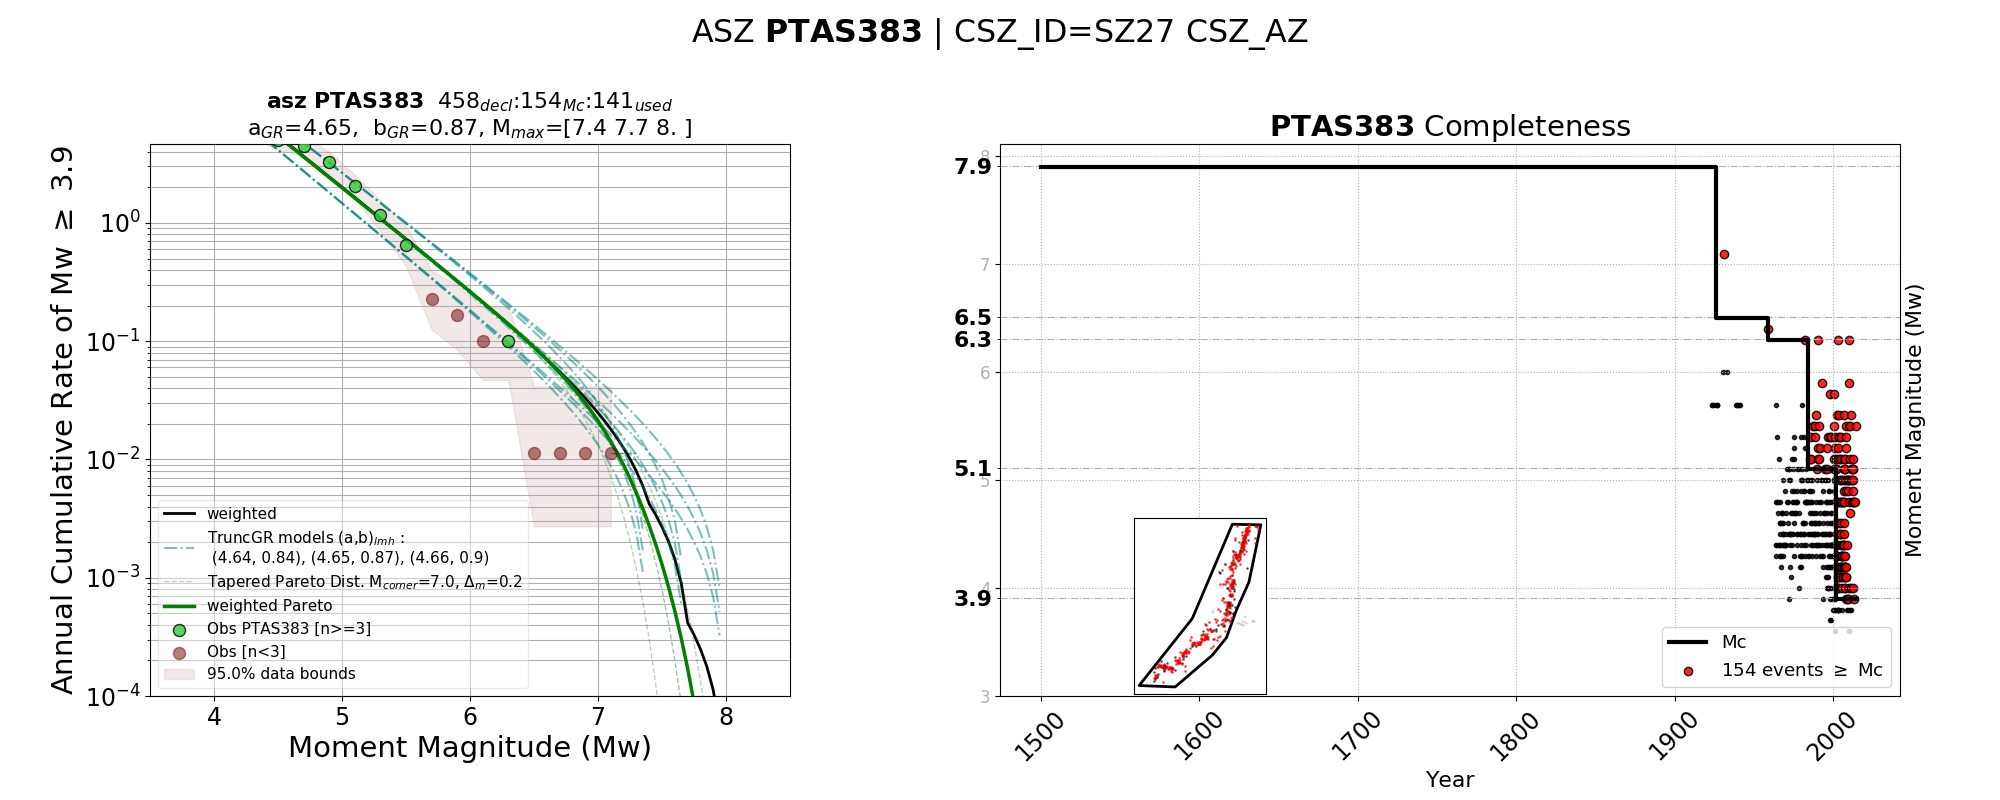 ASZ PTAS383 | CSZ_ID=SZ27 CSZ_AZ
asz PTAS383 458decl:154Mc:141used
aGR=4.65, bGR=0.87, Mmax=[7.4 7.7 8. ]
Annual Cumulative Rate of Mw ≥ 3.9
10^0
10^−1
10^−2
10^−3
10^−4
weighted
TruncGR models (a,b)lmh :
(4.64, 0.84), (4.65, 0.87), (4.66, 0.9)
Tapered Pareto Dist. Mcorner=7.0, Δm=0.2
weighted Pareto
Obs PTAS383 [n>=3]
Obs [n<3]
95.0% data bounds
4 5 6 7 8
Moment Magnitude (Mw)
PTAS383 Completeness
8
7.9
7
6.5
6.3
6
5.1
5
4
3.9
3
Moment Magnitude (Mw)
Mc
154 events ≥ Mc
1500 1600 1700 1800 1900 2000
Year